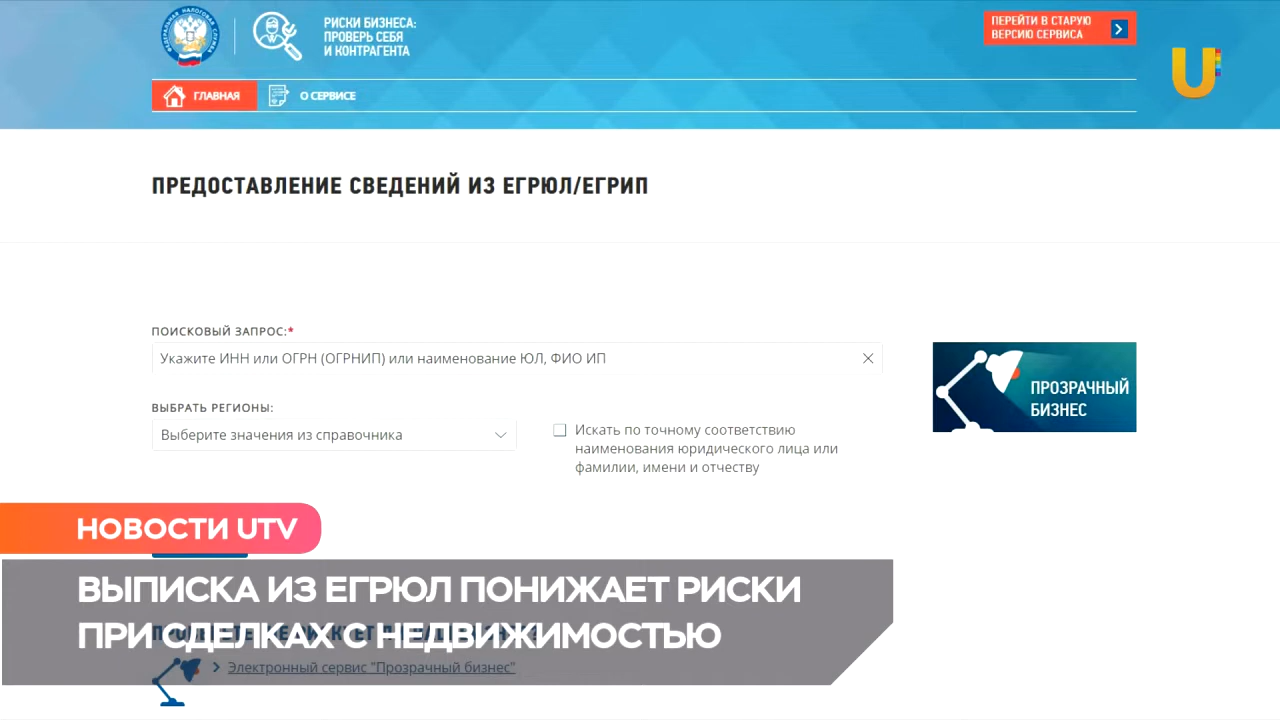 РИСКИ БИЗНЕСА:
ПРОВЕРЬ СЕБЯ
И КОНТРАГЕНТА
ПЕРЕЙТИ В СТАРУЮ
ВЕРСИЮ СЕРВИСА
U
ГЛАВНАЯ
О СЕРВИСЕ
ПРЕДОСТАВЛЕНИЕ СВЕДЕНИЙ ИЗ ЕГРЮЛ/ЕГРИП
ПОИСКОВЫЙ ЗАПРОС:*
Укажите ИНН или ОГРН (ОГРНИП) или наименование ЮЛ, ФИО ИП
ВЫБРАТЬ РЕГИОНЫ:
Выберите значения из справочника
Искать по точному соответствию
наименования юридического лица или
фамилии, имени и отчеству
ПРОЗРАЧНЫЙ
БИЗНЕС
НОВОСТИ UTV
ВЫПИСКА ИЗ ЕГРЮЛ ПОНИЖАЕТ РИСКИ
ПРИ СДЕЛКАХ С НЕДВИЖИМОСТЬЮ
Электронный сервис "Прозрачный бизнес"